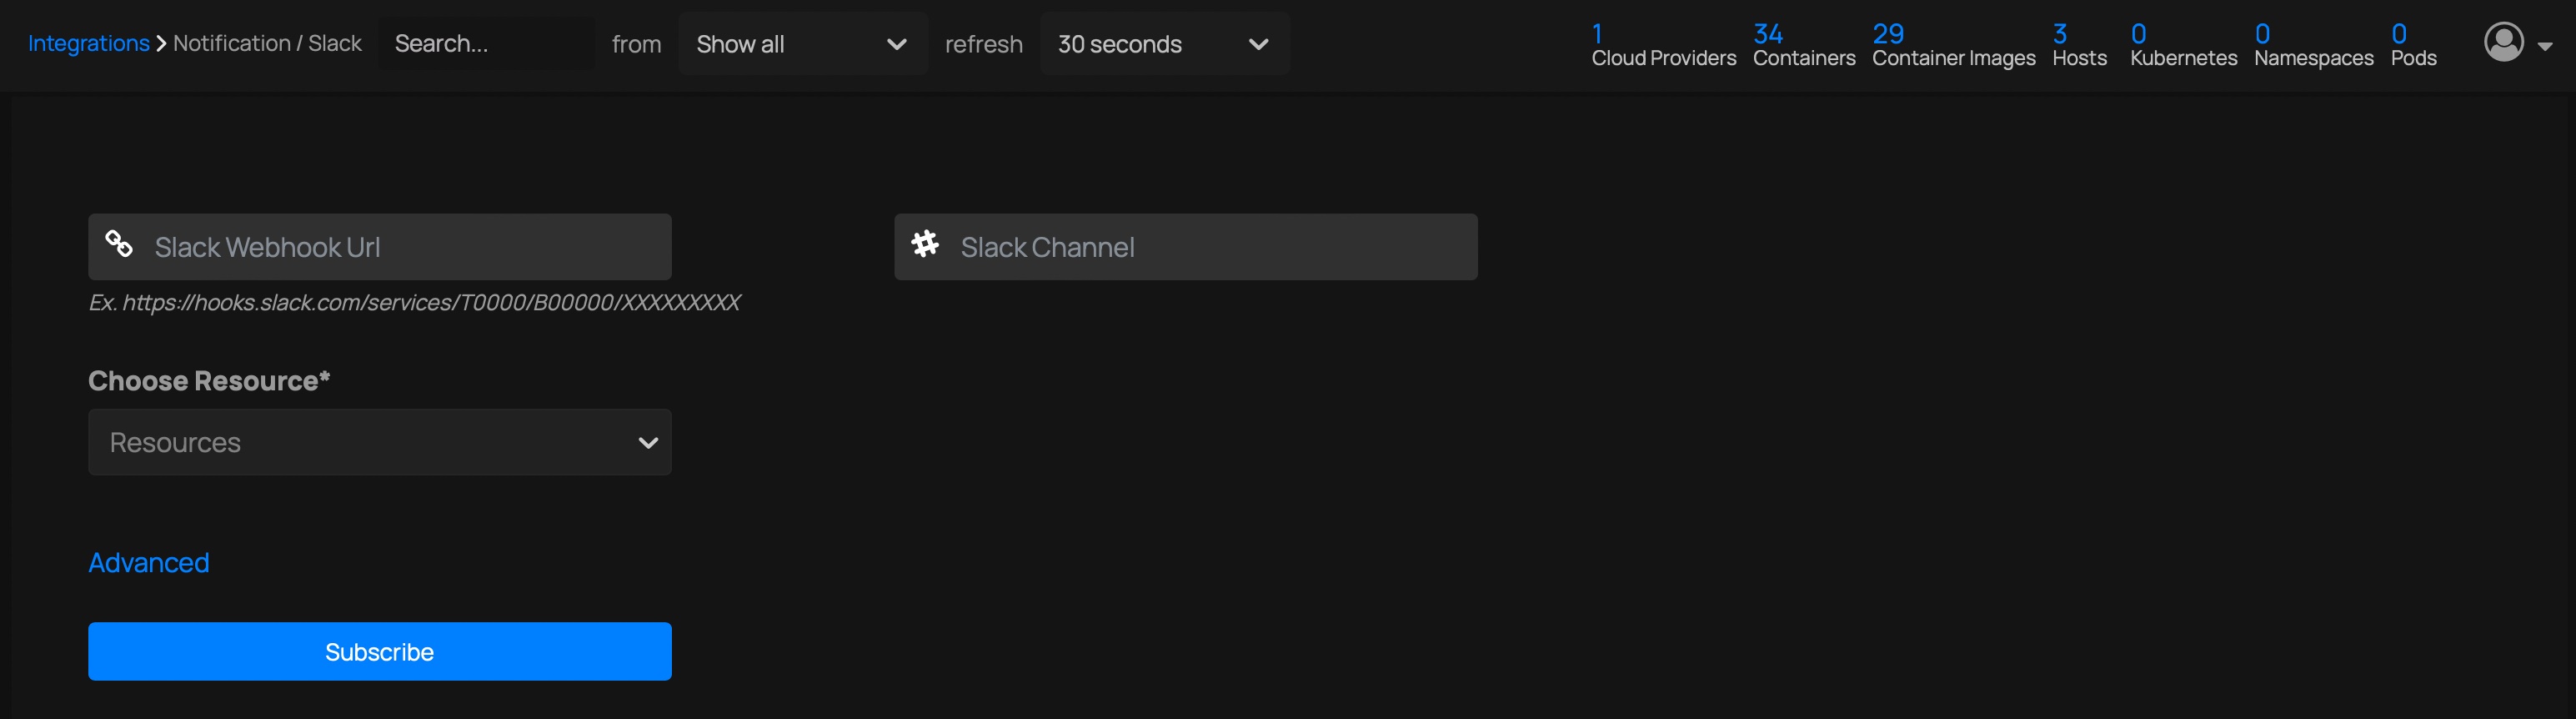 Integrations > Notification / Slack Search... from Show all refresh 30 seconds
1 34 29 3 0 0 0
Cloud Providers Containers Container Images Hosts Kubernetes Namespaces Pods
Slack Webhook Url Slack Channel
Ex. https://hooks.slack.com/services/T0000/B00000/XXXXXXXXX
Choose Resource*
Resources
Advanced
Subscribe